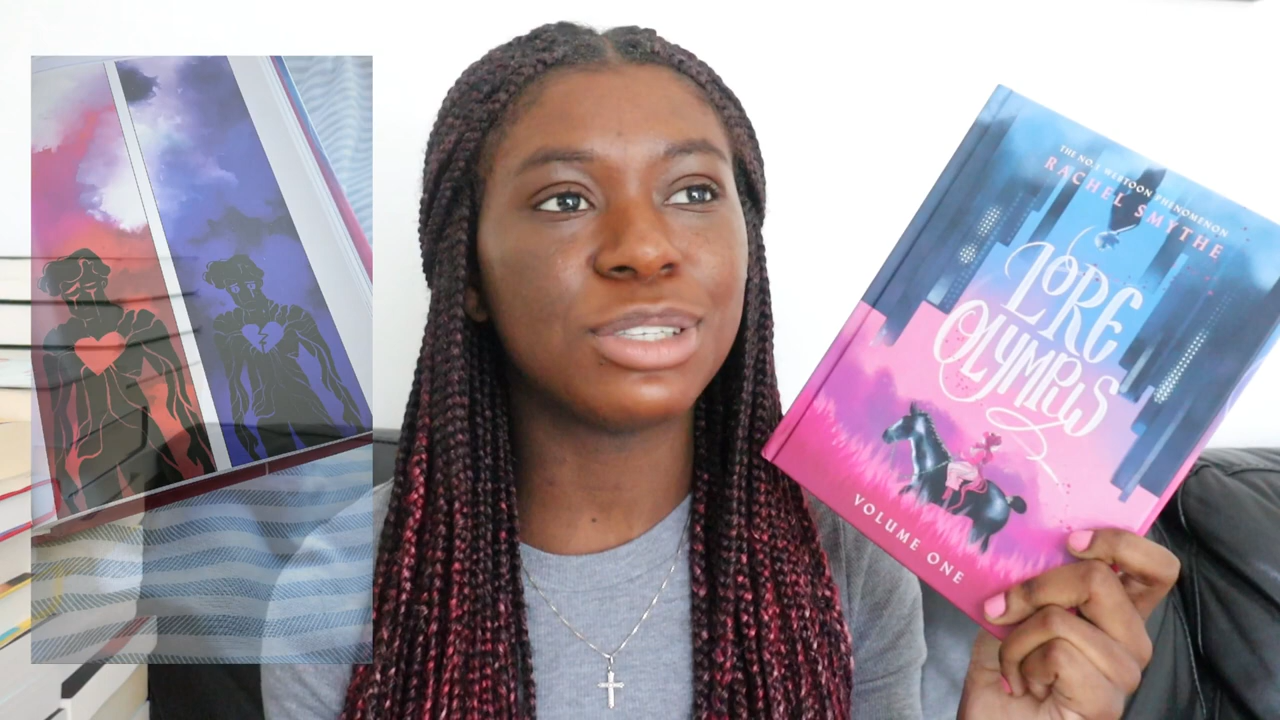 THE NO.1 WEBTOON PHENOMENON
RACHEL SMYTHE
LORE
OLYMPUS
VOLUME ONE